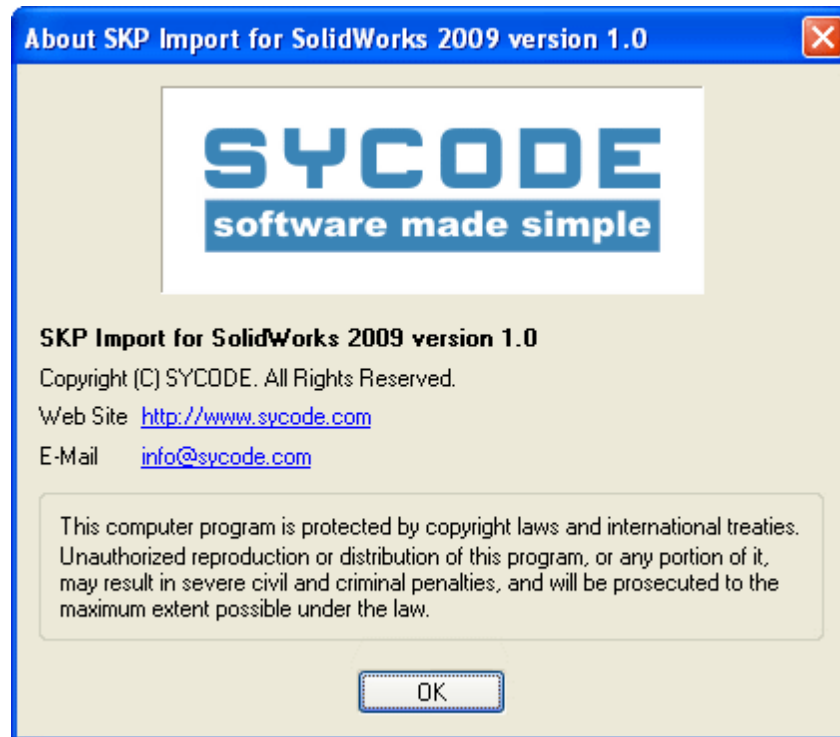 About SKP Import for SolidWorks 2009 version 1.0
SYCODE
software made simple
SKP Import for SolidWorks 2009 version 1.0
Copyright (C) SYCODE. All Rights Reserved.
Web Site http://www.sycode.com
E-Mail info@sycode.com
This computer program is protected by copyright laws and international treaties.
Unauthorized reproduction or distribution of this program, or any portion of it,
may result in severe civil and criminal penalties, and will be prosecuted to the
maximum extent possible under the law.
OK